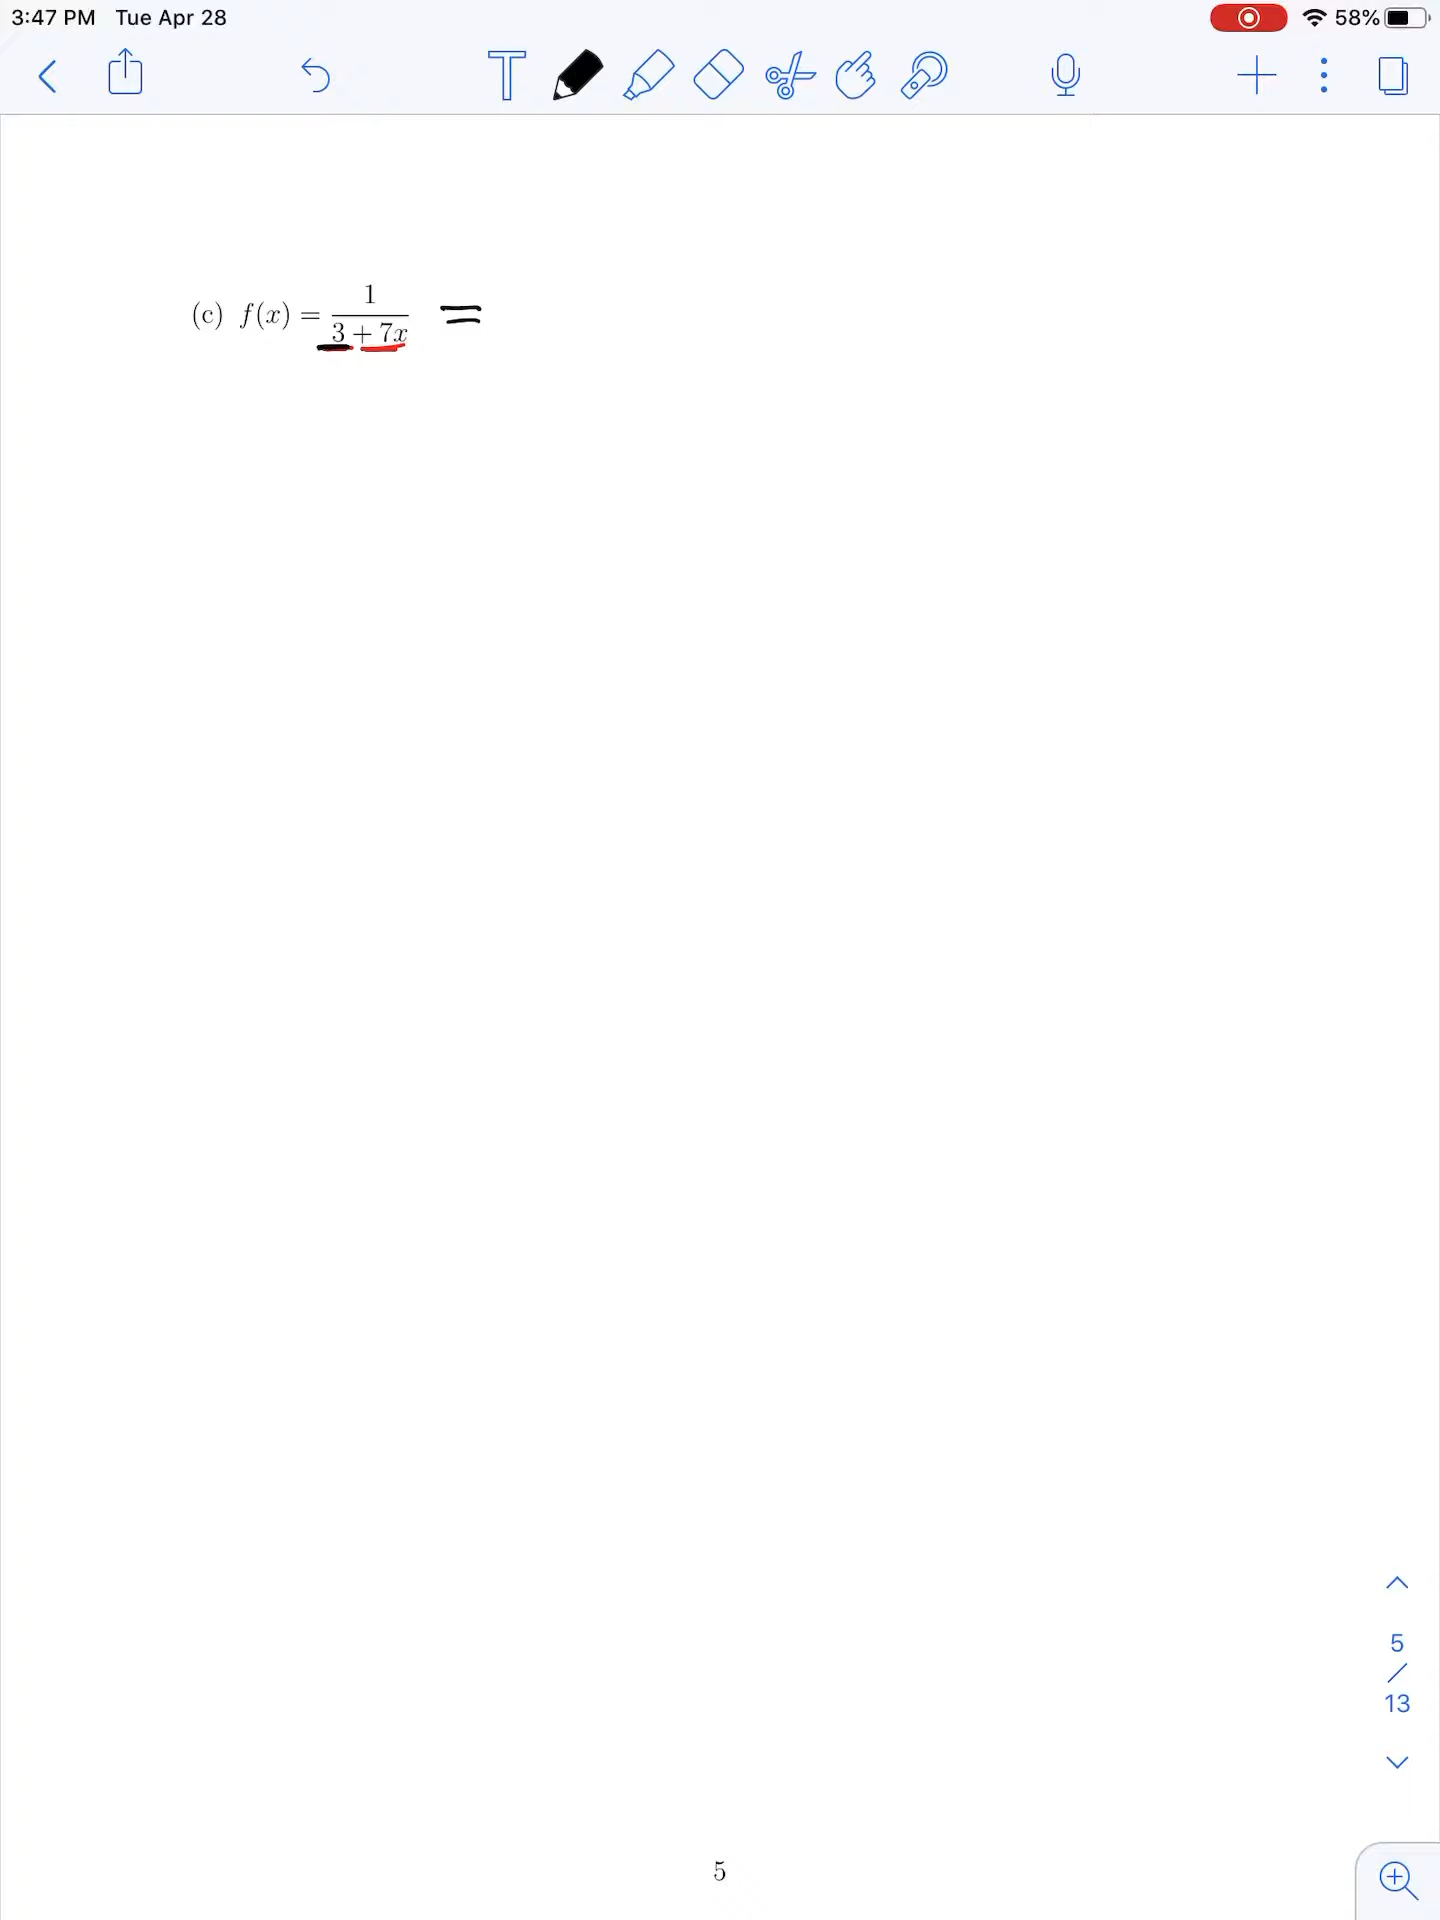 3:47 PM Tue Apr 28 58%
T
(c) f(x) = 1/(3 + 7x) =
5
/
13
5